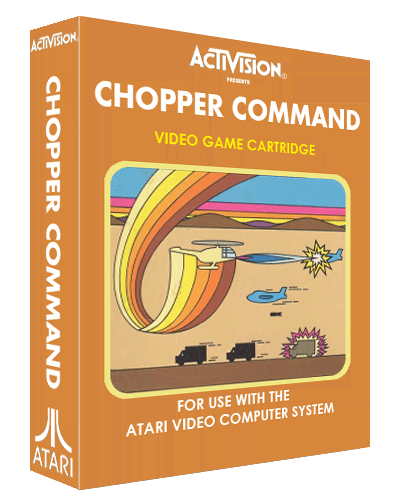 ACTIVISION
CHOPPER COMMAND
ATARI
ACTIVISION®
PRESENTS
CHOPPER COMMAND
VIDEO GAME CARTRIDGE
FOR USE WITH THE
ATARI VIDEO COMPUTER SYSTEM